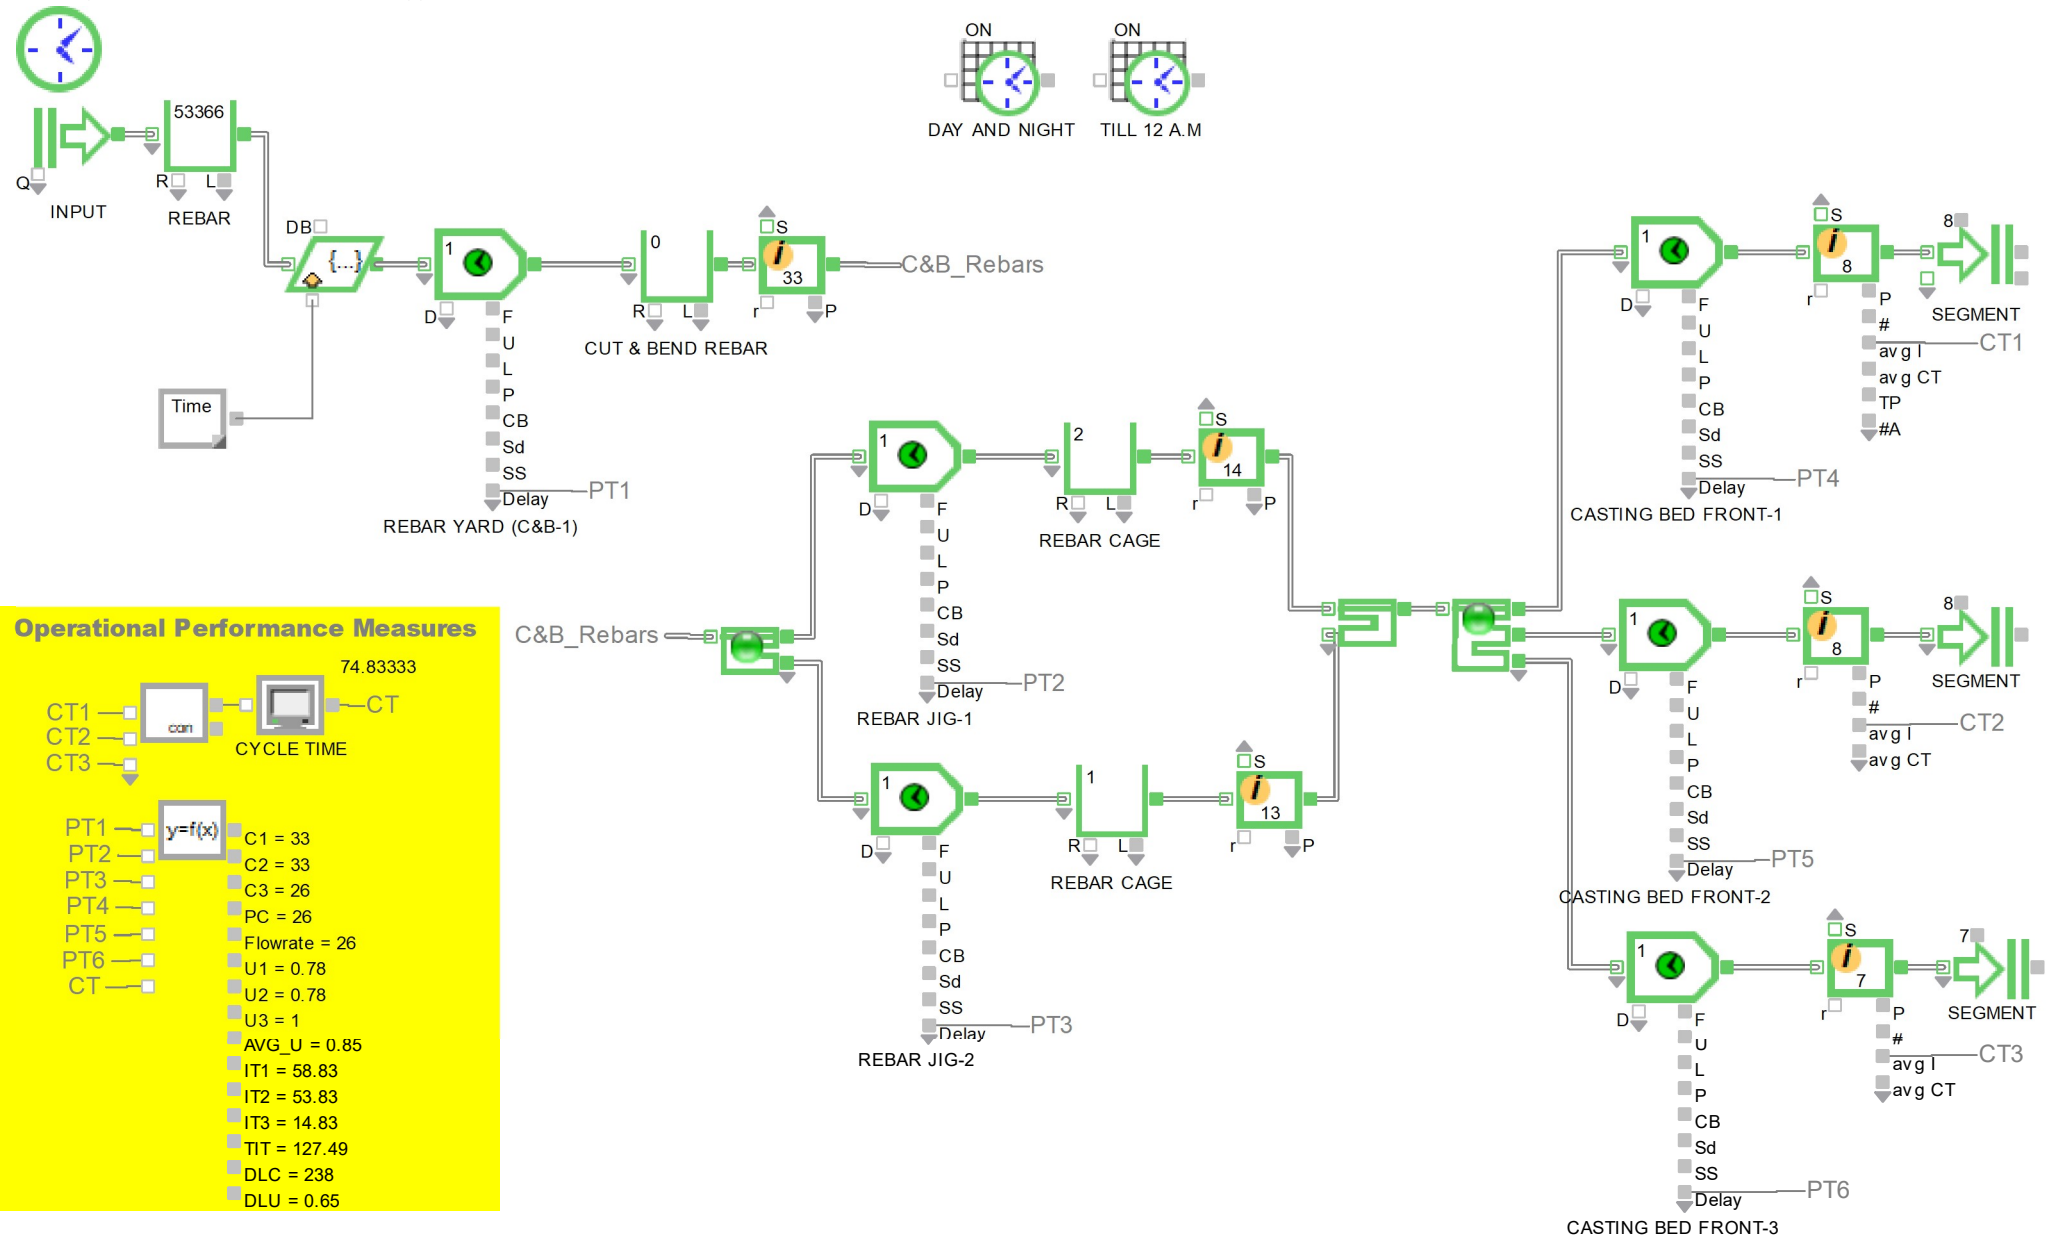 ON
ON
DAY AND NIGHT
TILL 12 A.M
53366
Q
R
L
INPUT
REBAR
DB
{...}
Time
1
D
F
U
L
P
CB
Sd
SS
Delay
PT1
REBAR YARD (C&B-1)
0
R
L
CUT & BEND REBAR
S
i
33
r
P
C&B_Rebars
C&B_Rebars
1
D
F
U
L
P
CB
Sd
SS
Delay
PT2
REBAR JIG-1
2
R
L
REBAR CAGE
S
i
14
r
P
1
D
F
U
L
P
CB
Sd
SS
Delay
PT3
REBAR JIG-2
1
R
L
REBAR CAGE
S
i
13
r
P
1
D
F
U
L
P
CB
Sd
SS
Delay
PT4
CASTING BED FRONT-1
S
i
8
r
P
#
avg I
avg CT
TP
#A
CT1
8
SEGMENT
1
D
F
U
L
P
CB
Sd
SS
Delay
PT5
CASTING BED FRONT-2
S
i
8
r
P
#
avg I
avg CT
CT2
8
SEGMENT
1
D
F
U
L
P
CB
Sd
SS
Delay
PT6
CASTING BED FRONT-3
S
i
7
r
P
#
avg I
avg CT
CT3
7
SEGMENT
Operational Performance Measures
74.83333
CT1
CT2
CT3
con
CT
CYCLE TIME
PT1
PT2
PT3
PT4
PT5
PT6
CT
y=f(x)
C1 = 33
C2 = 33
C3 = 26
PC = 26
Flowrate = 26
U1 = 0.78
U2 = 0.78
U3 = 1
AVG_U = 0.85
IT1 = 58.83
IT2 = 53.83
IT3 = 14.83
TIT = 127.49
DLC = 238
DLU = 0.65